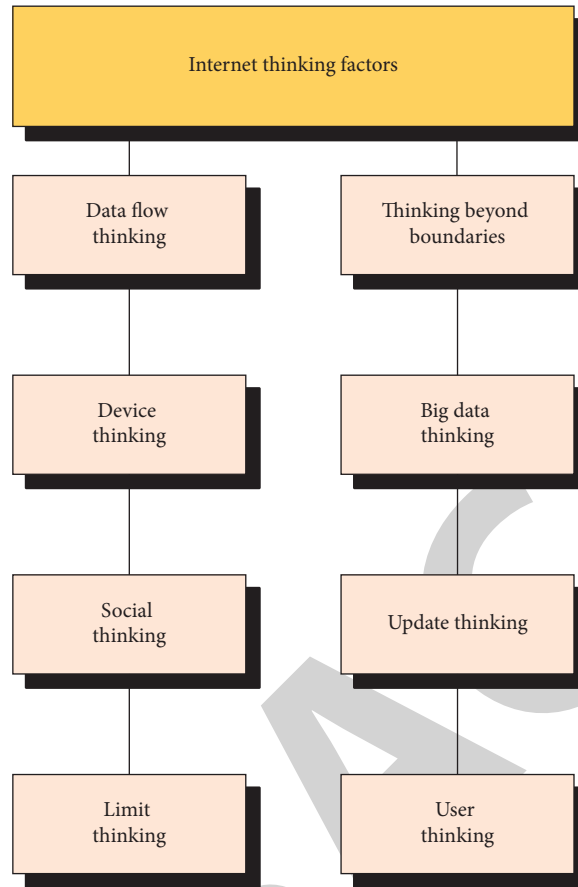 Internet thinking factors
Data flow
thinking
Thinking beyond
boundaries
Device
thinking
Big data
thinking
Social
thinking
Update thinking
Limit
thinking
User
thinking